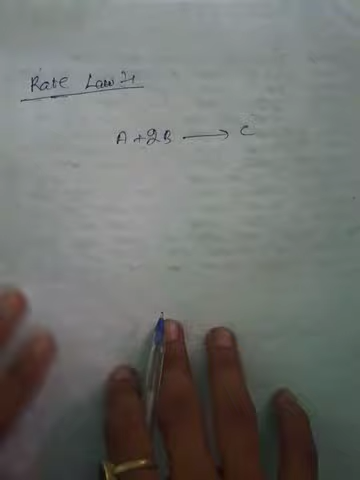 Rate Law :-
A + 2B ⟶ C